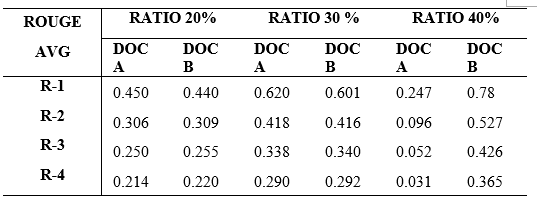 ROUGE AVG RATIO 20% RATIO 30 % RATIO 40%
DOC A DOC B DOC A DOC B DOC A DOC B
R-1 0.450 0.440 0.620 0.601 0.247 0.78
R-2 0.306 0.309 0.418 0.416 0.096 0.527
R-3 0.250 0.255 0.338 0.340 0.052 0.426
R-4 0.214 0.220 0.290 0.292 0.031 0.365